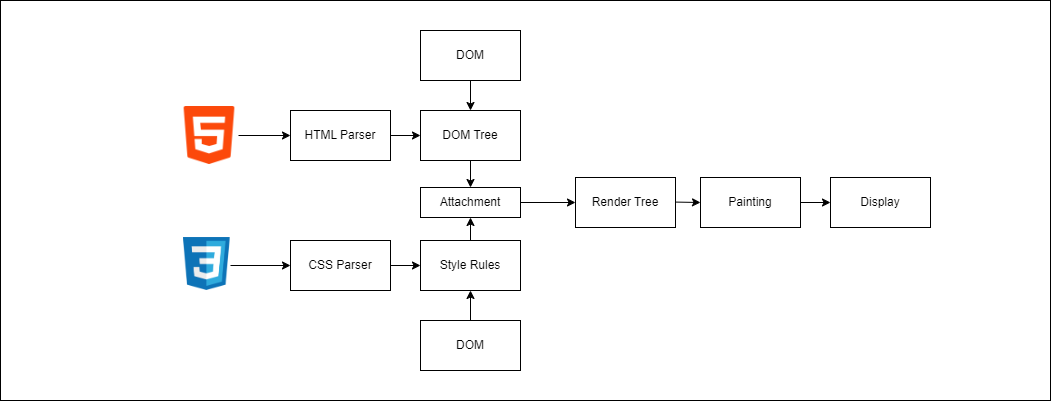 DOM
5
HTML Parser
DOM Tree
Attachment
Render Tree
Painting
Display
3
CSS Parser
Style Rules
DOM